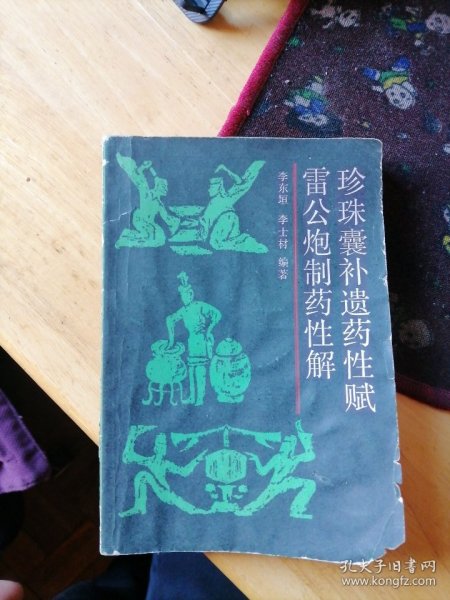 珍珠囊补遗药性赋
雷公炮制药性解
李东垣 李士材 编著
孔夫子旧书网
www.kongfz.com